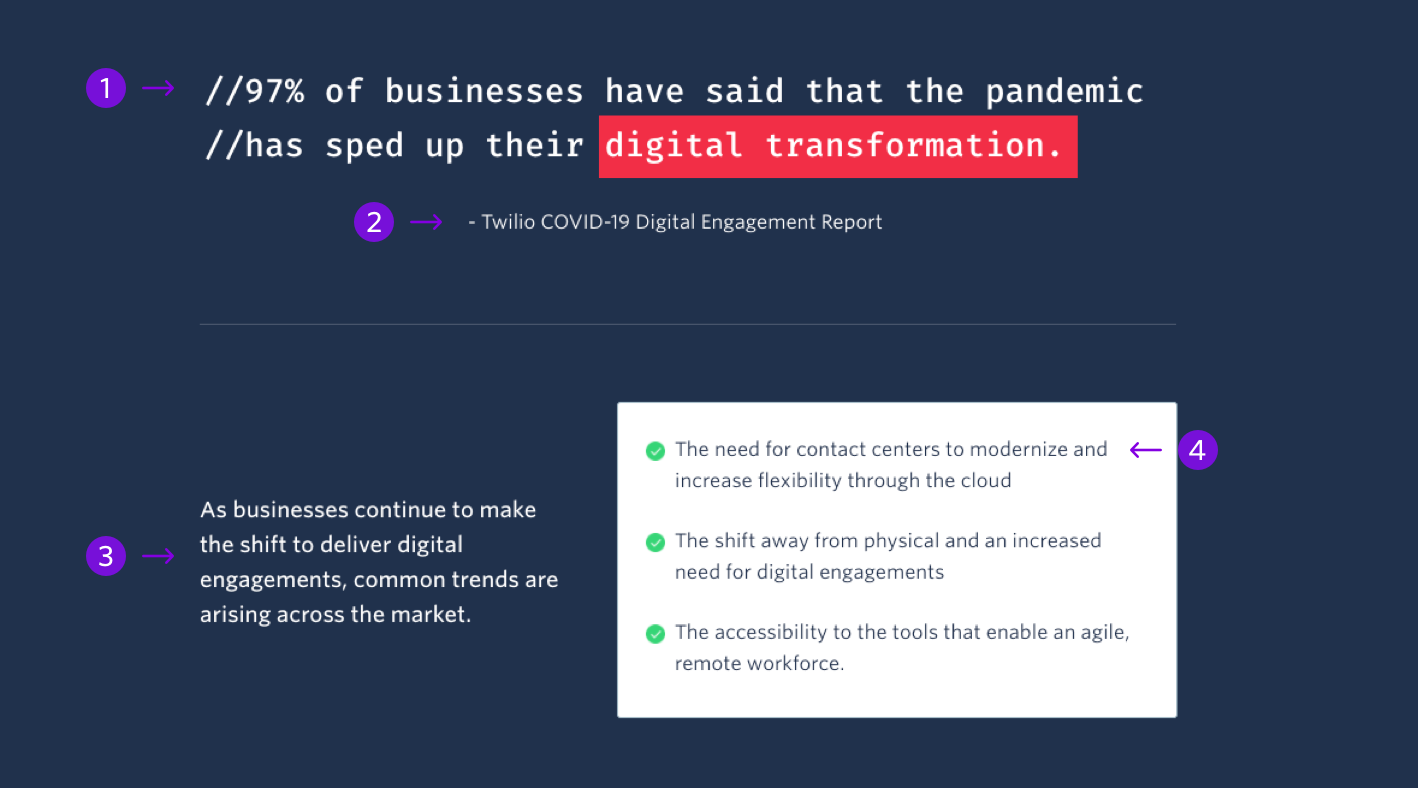 1
//97% of businesses have said that the pandemic
//has sped up their digital transformation.
2
- Twilio COVID-19 Digital Engagement Report
3
As businesses continue to make
the shift to deliver digital
engagements, common trends are
arising across the market.
4
The need for contact centers to modernize and
increase flexibility through the cloud
The shift away from physical and an increased
need for digital engagements
The accessibility to the tools that enable an agile,
remote workforce.